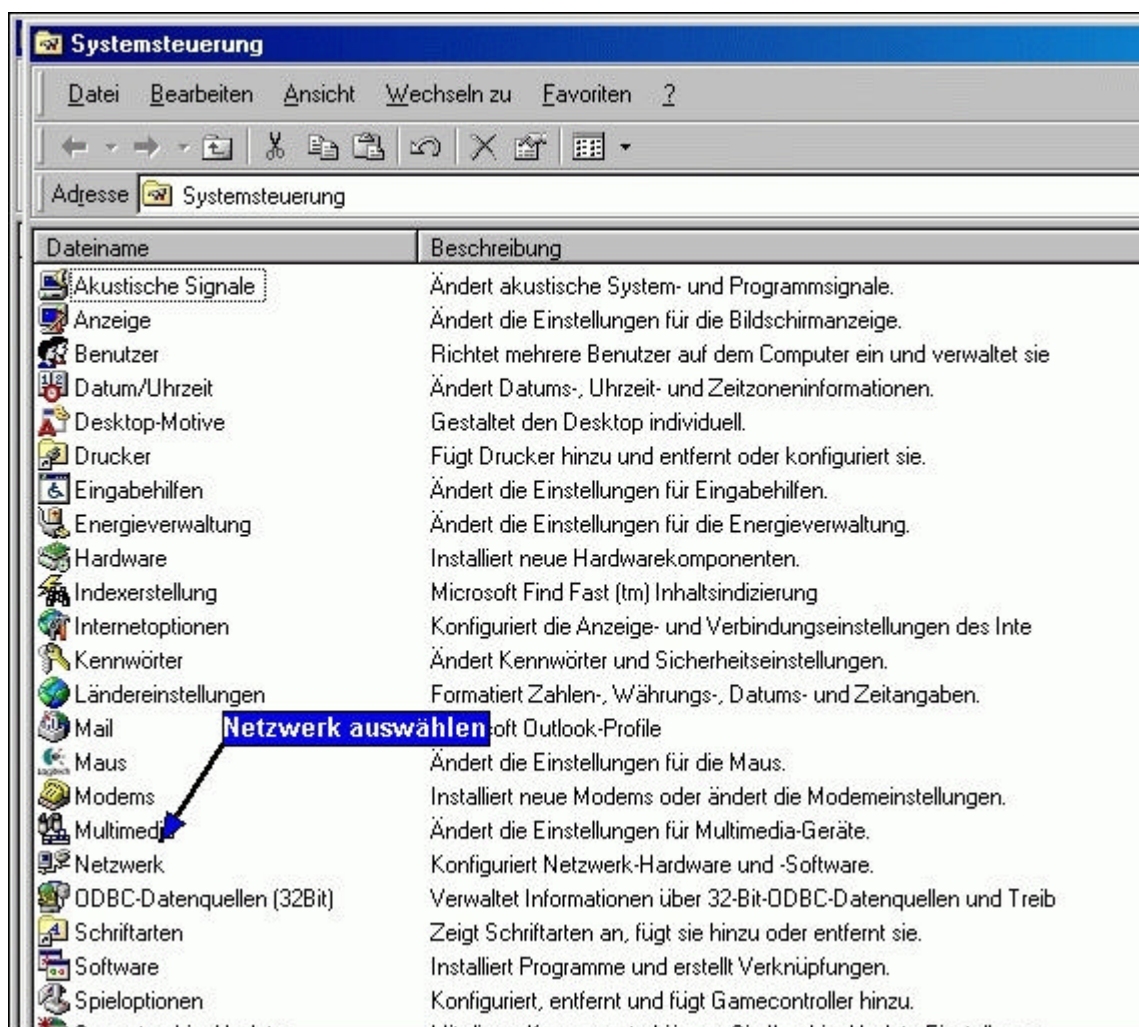 Systemsteuerung
Datei Bearbeiten Ansicht Wechseln zu Favoriten ?
Adresse Systemsteuerung
Dateiname Beschreibung
Akustische Signale Ändert akustische System- und Programmsignale.
Anzeige Ändert die Einstellungen für die Bildschirmanzeige.
Benutzer Richtet mehrere Benutzer auf dem Computer ein und verwaltet sie
Datum/Uhrzeit Ändert Datums-, Uhrzeit- und Zeitzoneninformationen.
Desktop-Motive Gestaltet den Desktop individuell.
Drucker Fügt Drucker hinzu und entfernt oder konfiguriert sie.
Eingabehilfen Ändert die Einstellungen für Eingabehilfen.
Energieverwaltung Ändert die Einstellungen für die Energieverwaltung.
Hardware Installiert neue Hardwarekomponenten.
Indexerstellung Microsoft Find Fast (tm) Inhaltsindizierung
Internetoptionen Konfiguriert die Anzeige- und Verbindungseinstellungen des Inte
Kennwörter Ändert Kennwörter und Sicherheitseinstellungen.
Ländereinstellungen Formatiert Zahlen-, Währungs-, Datums- und Zeitangaben.
Mail Netzwerk auswählen soft Outlook-Profile
Maus Ändert die Einstellungen für die Maus.
Modems Installiert neue Modems oder ändert die Modemeinstellungen.
Multimedia Ändert die Einstellungen für Multimedia-Geräte.
Netzwerk Konfiguriert Netzwerk-Hardware und -Software.
ODBC-Datenquellen (32Bit) Verwaltet Informationen über 32-Bit-ODBC-Datenquellen und Treib
Schriftarten Zeigt Schriftarten an, fügt sie hinzu oder entfernt sie.
Software Installiert Programme und erstellt Verknüpfungen.
Spieloptionen Konfiguriert, entfernt und fügt Gamecontroller hinzu.